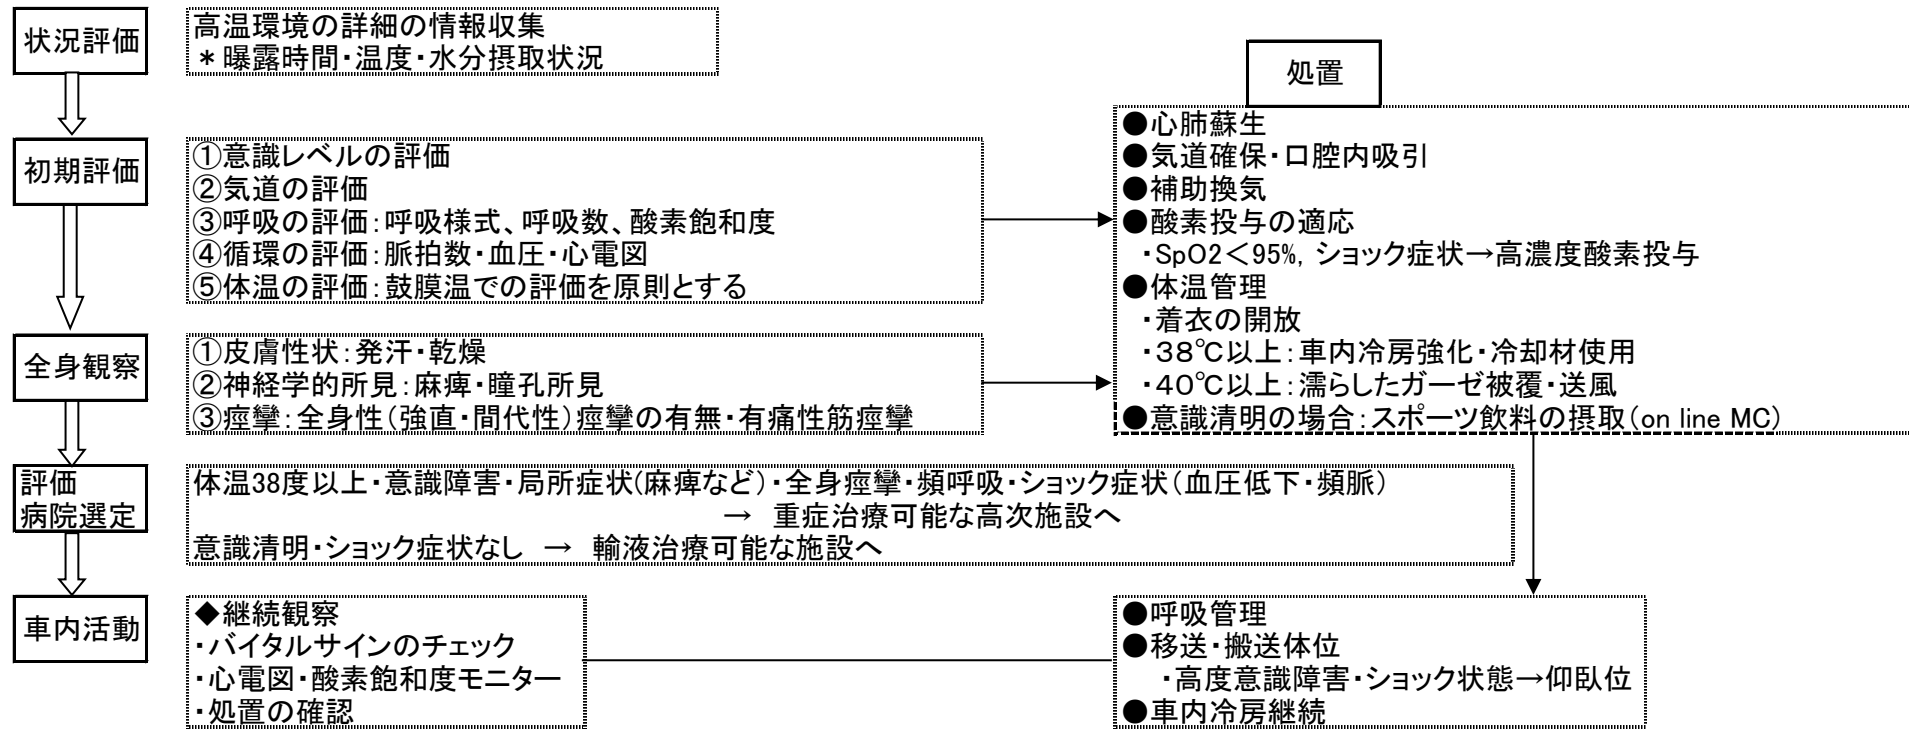 状況評価
高温環境の詳細の情報収集
＊曝露時間・温度・水分摂取状況
処置
初期評価
①意識レベルの評価
②気道の評価
③呼吸の評価：呼吸様式、呼吸数、酸素飽和度
④循環の評価：脈拍数・血圧・心電図
⑤体温の評価：鼓膜温での評価を原則とする
●心肺蘇生
●気道確保・口腔内吸引
●補助換気
●酸素投与の適応
・SpO2＜95%, ショック症状→高濃度酸素投与
●体温管理
・着衣の開放
・38℃以上：車内冷房強化・冷却材使用
・40℃以上：濡らしたガーゼ被覆・送風
●意識清明の場合：スポーツ飲料の摂取（on line MC）
全身観察
①皮膚性状：発汗・乾燥
②神経学的所見：麻痺・瞳孔所見
③痙攣：全身性（強直・間代性）痙攣の有無・有痛性筋痙攣
評価
病院選定
体温38度以上・意識障害・局所症状(麻痺など)・全身痙攣・頻呼吸・ショック症状（血圧低下・頻脈）
→ 重症治療可能な高次施設へ
意識清明・ショック症状なし → 輸液治療可能な施設へ
車内活動
◆継続観察
・バイタルサインのチェック
・心電図・酸素飽和度モニター
・処置の確認
●呼吸管理
●移送・搬送体位
・高度意識障害・ショック状態→仰臥位
●車内冷房継続